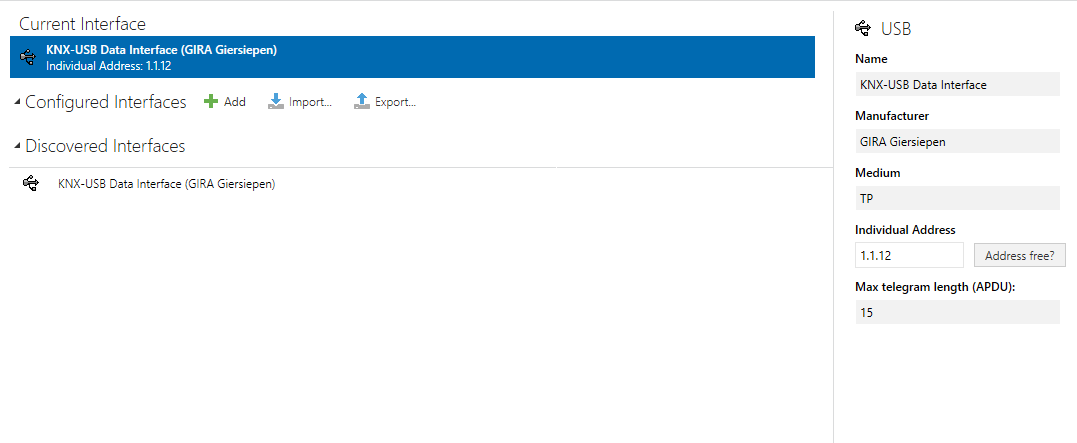 Current Interface
KNX-USB Data Interface (GIRA Giersiepen)
Individual Address: 1.1.12
Configured Interfaces Add Import... Export...
Discovered Interfaces
KNX-USB Data Interface (GIRA Giersiepen)
USB
Name
KNX-USB Data Interface
Manufacturer
GIRA Giersiepen
Medium
TP
Individual Address
1.1.12 Address free?
Max telegram length (APDU):
15